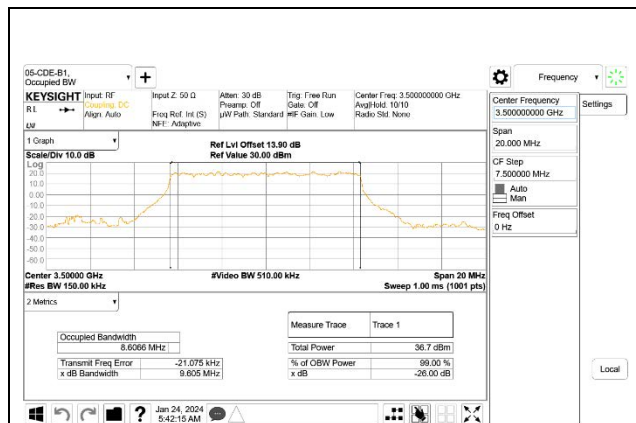 05-CDE-B1,
Occupied BW
KEYSIGHT
RL
Input: RF
Coupling: DC
Align: Auto
Input Z: 50 Ω
Freq Ref: Int (S)
NFE: Adaptive
Atten: 30 dB
Preamp: Off
µW Path: Standard
Trig: Free Run
Gate: Off
#IF Gain: Low
Center Freq: 3.500000000 GHz
Avg|Hold: 10/10
Radio Std: None
1 Graph
Scale/Div 10.0 dB
Ref Lvl Offset 13.90 dB
Ref Value 30.00 dBm
Log
20.0
10.0
0.00
-10.0
-20.0
-30.0
-40.0
-50.0
-60.0
Center 3.50000 GHz
#Res BW 150.00 kHz
#Video BW 510.00 kHz
Span 20 MHz
Sweep 1.00 ms (1001 pts)
2 Metrics
Occupied Bandwidth
8.6066 MHz
Transmit Freq Error -21.075 kHz
x dB Bandwidth 9.605 MHz
Measure Trace Trace 1
Total Power 36.7 dBm
% of OBW Power 99.00 %
x dB -26.00 dB
Jan 24, 2024
5:42:15 AM
Frequency
Center Frequency
3.500000000 GHz
Span
20.000 MHz
CF Step
7.500000 MHz
Auto
Man
Freq Offset
0 Hz
Settings
Local